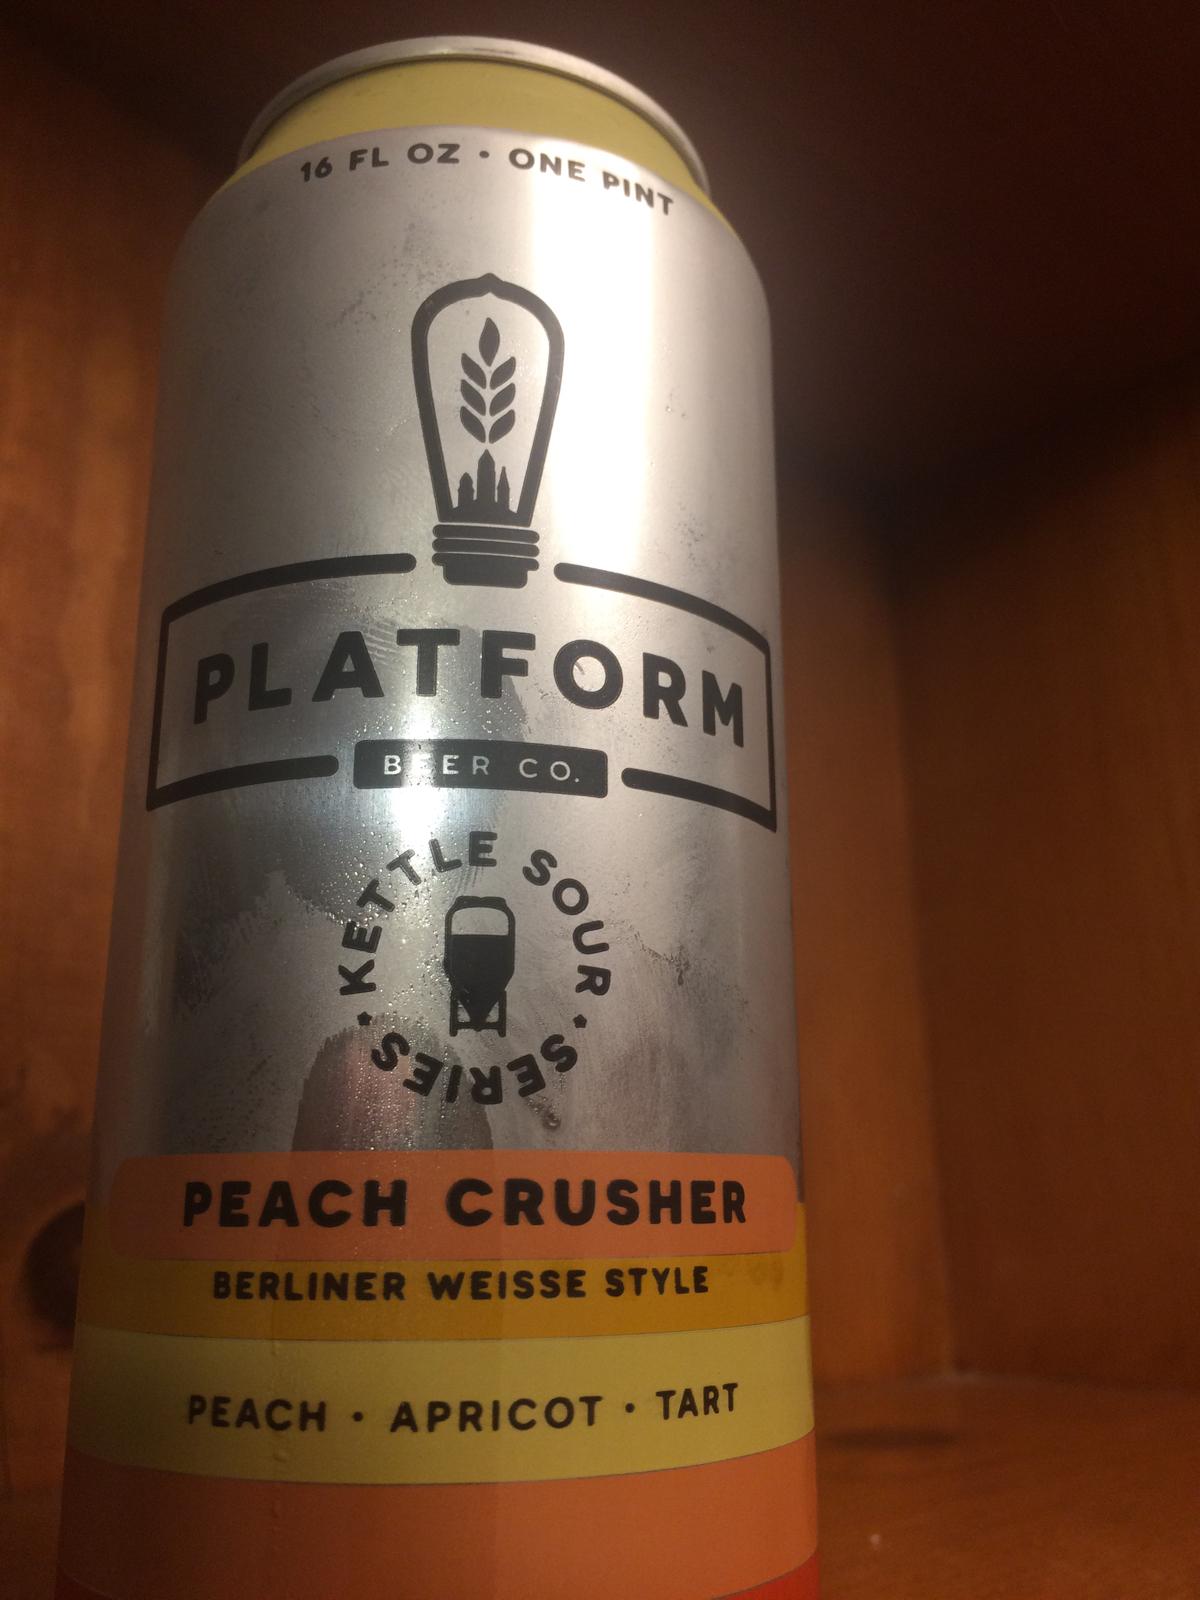 16 FL OZ • ONE PINT
PLATFORM
BEER CO.
KETTLE SOUR
• SERIES •
PEACH CRUSHER
BERLINER WEISSE STYLE
PEACH • APRICOT • TART